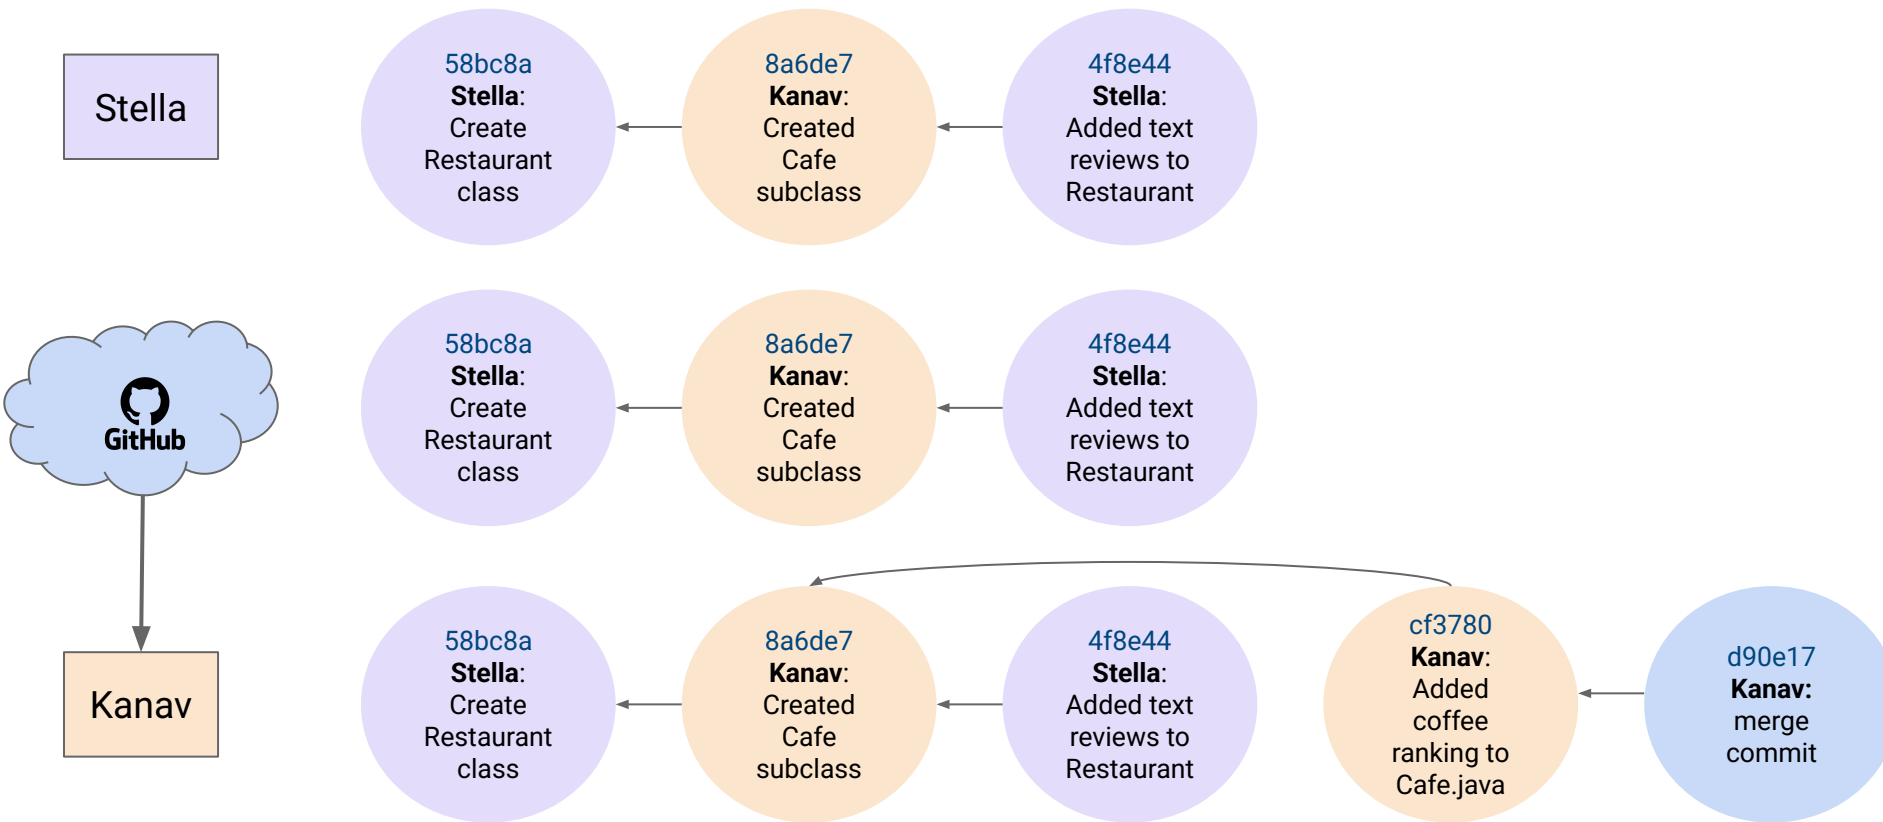 Stella
58bc8a
Stella:
Create
Restaurant
class
8a6de7
Kanav:
Created
Cafe
subclass
4f8e44
Stella:
Added text
reviews to
Restaurant
GitHub
58bc8a
Stella:
Create
Restaurant
class
8a6de7
Kanav:
Created
Cafe
subclass
4f8e44
Stella:
Added text
reviews to
Restaurant
Kanav
58bc8a
Stella:
Create
Restaurant
class
8a6de7
Kanav:
Created
Cafe
subclass
4f8e44
Stella:
Added text
reviews to
Restaurant
cf3780
Kanav:
Added
coffee
ranking to
Cafe.java
d90e17
Kanav:
merge
commit